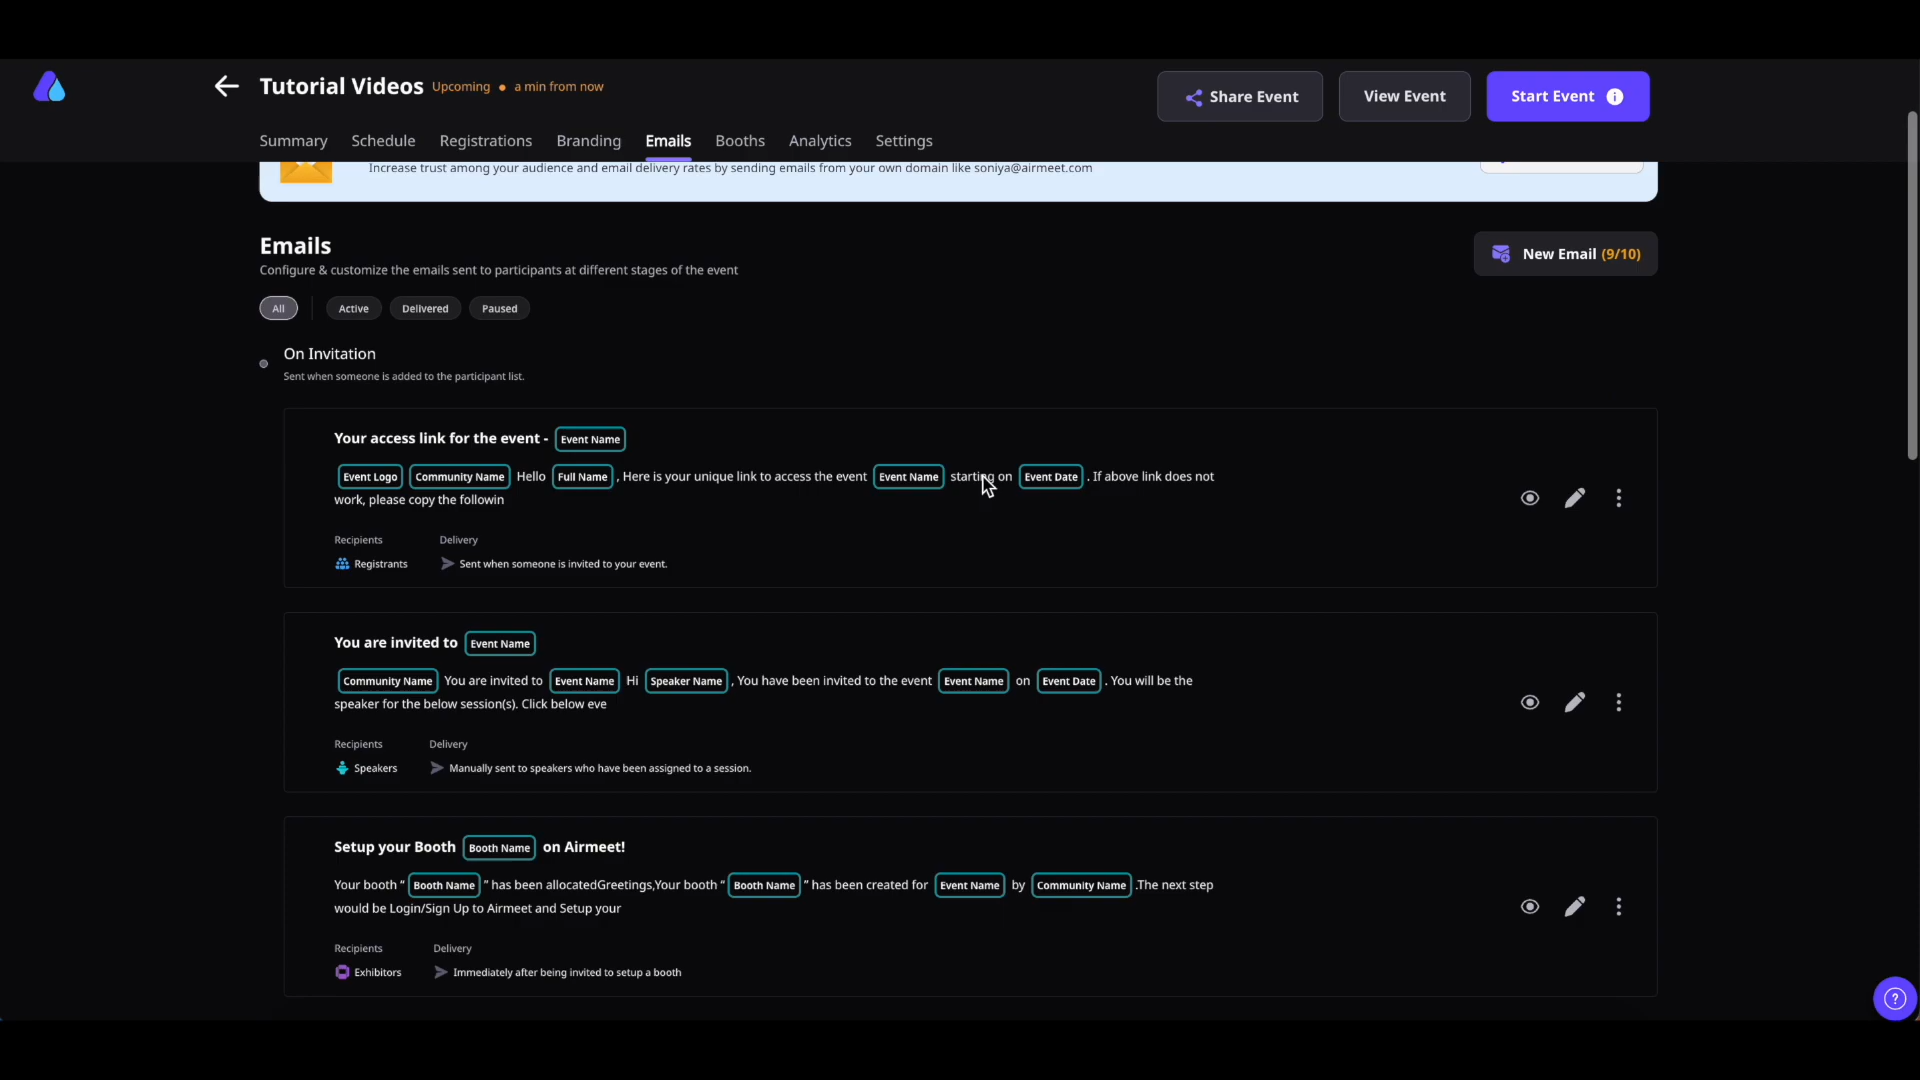 Tutorial Videos Upcoming • a min from now
Share Event
View Event
Start Event
Summary Schedule Registrations Branding Emails Booths Analytics Settings
Increase trust among your audience and email delivery rates by sending emails from your own domain like soniya@airmeet.com
Emails
Configure & customize the emails sent to participants at different stages of the event
New Email (9/10)
All Active Delivered Paused
On Invitation
Sent when someone is added to the participant list.
Your access link for the event - Event Name
Event Logo Community Name Hello Full Name , Here is your unique link to access the event Event Name starting on Event Date . If above link does not
work, please copy the followin
Recipients Delivery
Registrants Sent when someone is invited to your event.
You are invited to Event Name
Community Name You are invited to Event Name Hi Speaker Name , You have been invited to the event Event Name on Event Date . You will be the
speaker for the below session(s). Click below eve
Recipients Delivery
Speakers Manually sent to speakers who have been assigned to a session.
Setup your Booth Booth Name on Airmeet!
Your booth “ Booth Name ” has been allocatedGreetings,Your booth “ Booth Name ” has been created for Event Name by Community Name .The next step
would be Login/Sign Up to Airmeet and Setup your
Recipients Delivery
Exhibitors Immediately after being invited to setup a booth